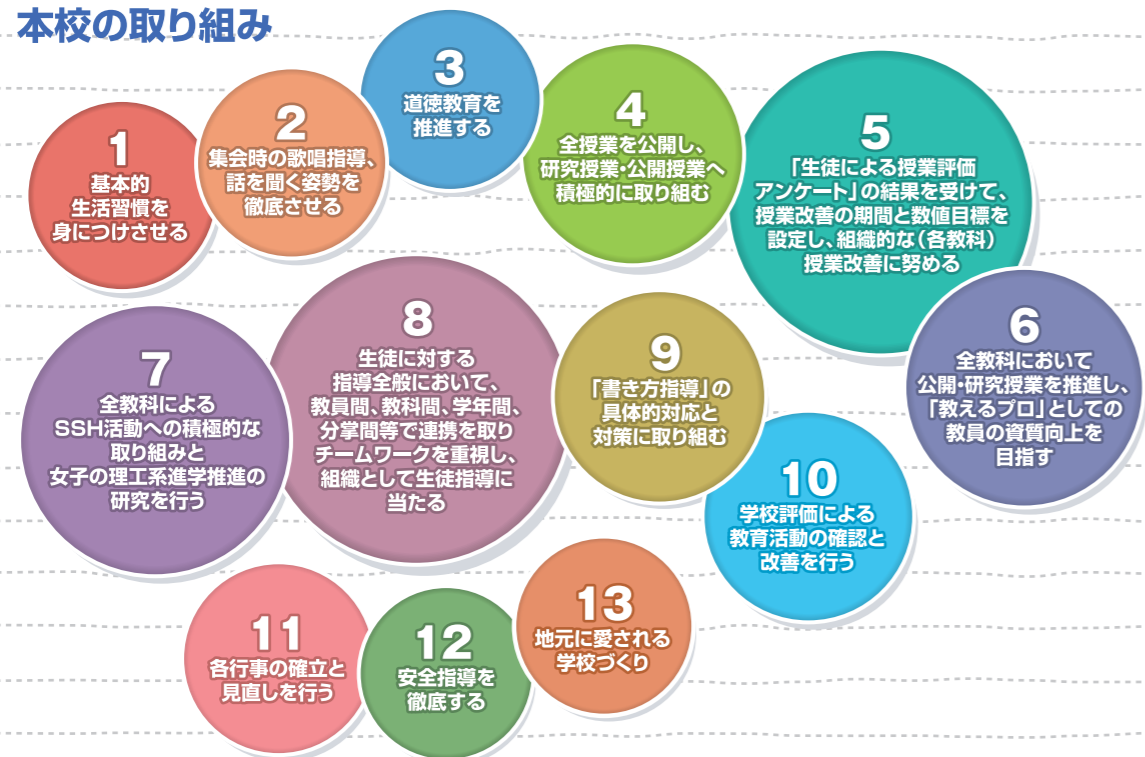 本校の取り組み
1
基本的
生活習慣を
身につけさせる
2
集会時の歌唱指導、
話を聞く姿勢を
徹底させる
3
道徳教育を
推進する
4
全授業を公開し、
研究授業・公開授業へ
積極的に取り組む
5
「生徒による授業評価
アンケート」の結果を受けて、
授業改善の期間と数値目標を
設定し、組織的な(各教科)
授業改善に努める
6
全教科において
公開・研究授業を推進し、
「教えるプロ」としての
教員の資質向上を
目指す
7
全教科による
SSH活動への積極的な
取り組みと
女子の理工系進学推進の
研究を行う
8
生徒に対する
指導全般において、
教員間、教科間、学年間、
分掌間等で連携を取り
チームワークを重視し、
組織として生徒指導に
当たる
9
「書き方指導」の
具体的対応と
対策に取り組む
10
学校評価による
教育活動の確認と
改善を行う
11
各行事の確立と
見直しを行う
12
安全指導を
徹底する
13
地元に愛される
学校づくり